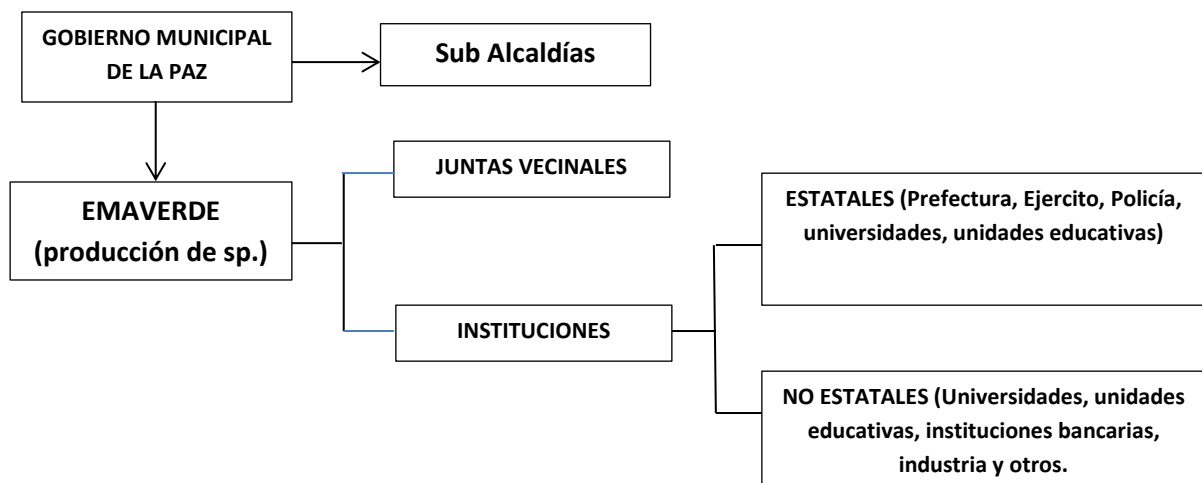 GOBIERNO MUNICIPAL
DE LA PAZ
Sub Alcaldías
JUNTAS VECINALES
EMAVERDE
(producción de sp.)
ESTATALES (Prefectura, Ejercito, Policía,
universidades, unidades educativas)
INSTITUCIONES
NO ESTATALES (Universidades, unidades
educativas, instituciones bancarias,
industria y otros.